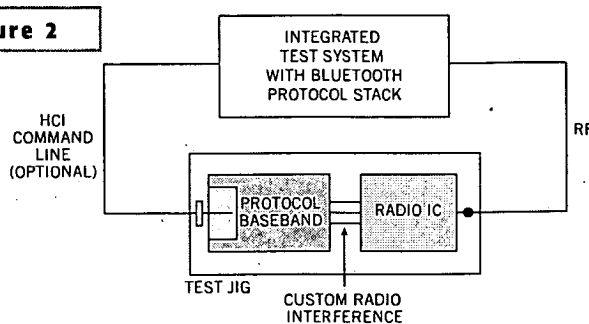 ure 2
INTEGRATED
TEST SYSTEM
WITH BLUETOOTH
PROTOCOL STACK
HCI
COMMAND
LINE
(OPTIONAL)
RF
PROTOCOL
BASEBAND
RADIO IC
TEST JIG
CUSTOM RADIO
INTERFERENCE